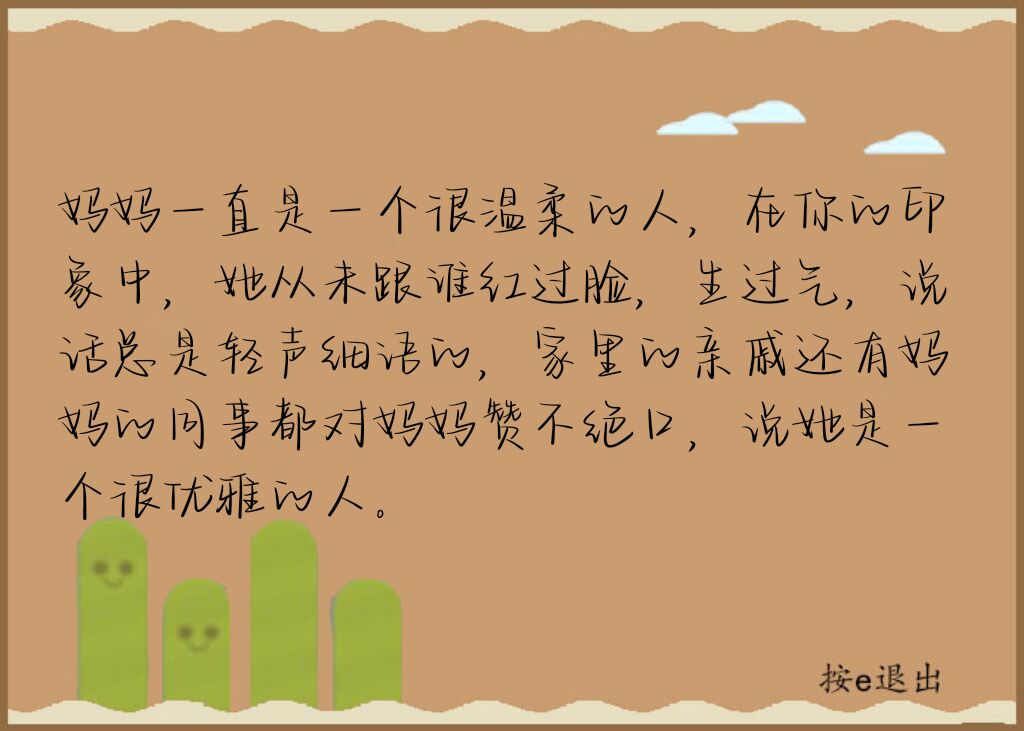 妈妈一直是一个很温柔的人，在你的印
象中，她从未跟谁红过脸，生过气，说
话总是轻声细语的，家里的亲戚还有妈
妈的同事都对妈妈赞不绝口，说她是一
个很优雅的人。
按e退出